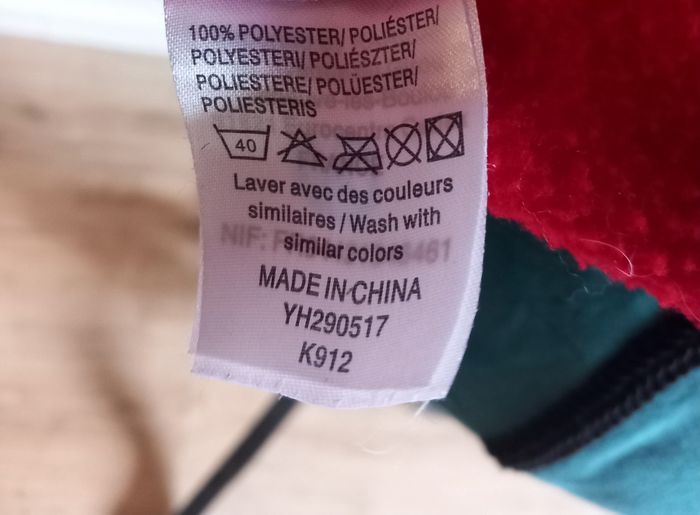 100% POLYESTER/ POLIÉSTER/
POLYESTERI/ POLIÉSZTER/
POLIESTERE/ POLÜESTER/
POLIESTERIS
40
Laver avec des couleurs
similaires / Wash with
similar colors
MADE IN CHINA
YH290517
K912